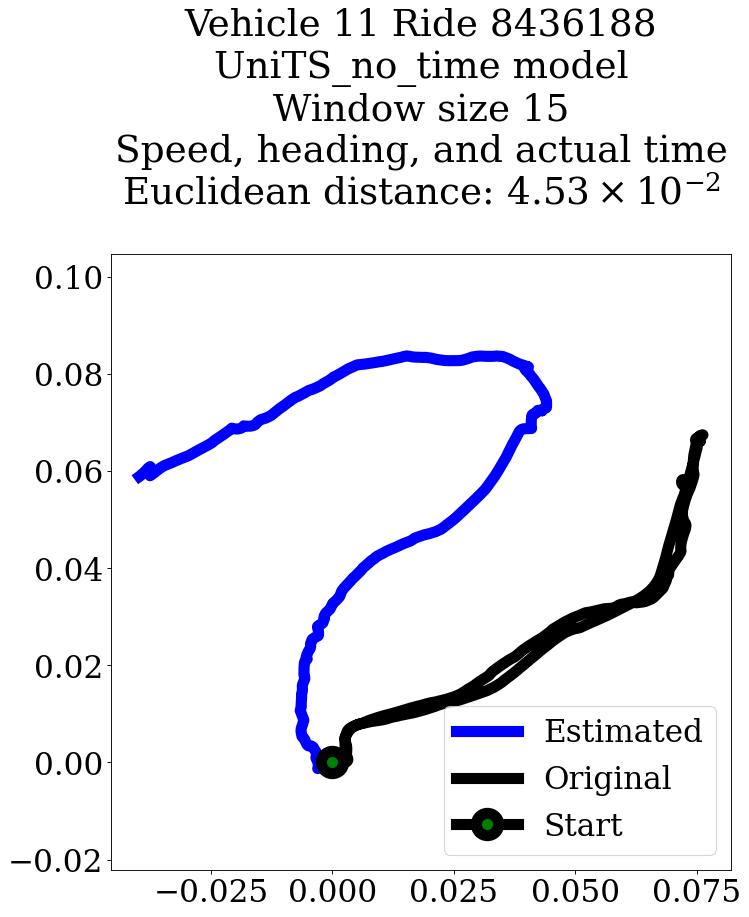 Vehicle 11 Ride 8436188
UniTS_no_time model
Window size 15
Speed, heading, and actual time
Euclidean distance: 4.53 × 10⁻²
0.10
0.08
0.06
0.04
0.02
0.00
−0.02
−0.025 0.000 0.025 0.050 0.075
Estimated
Original
Start